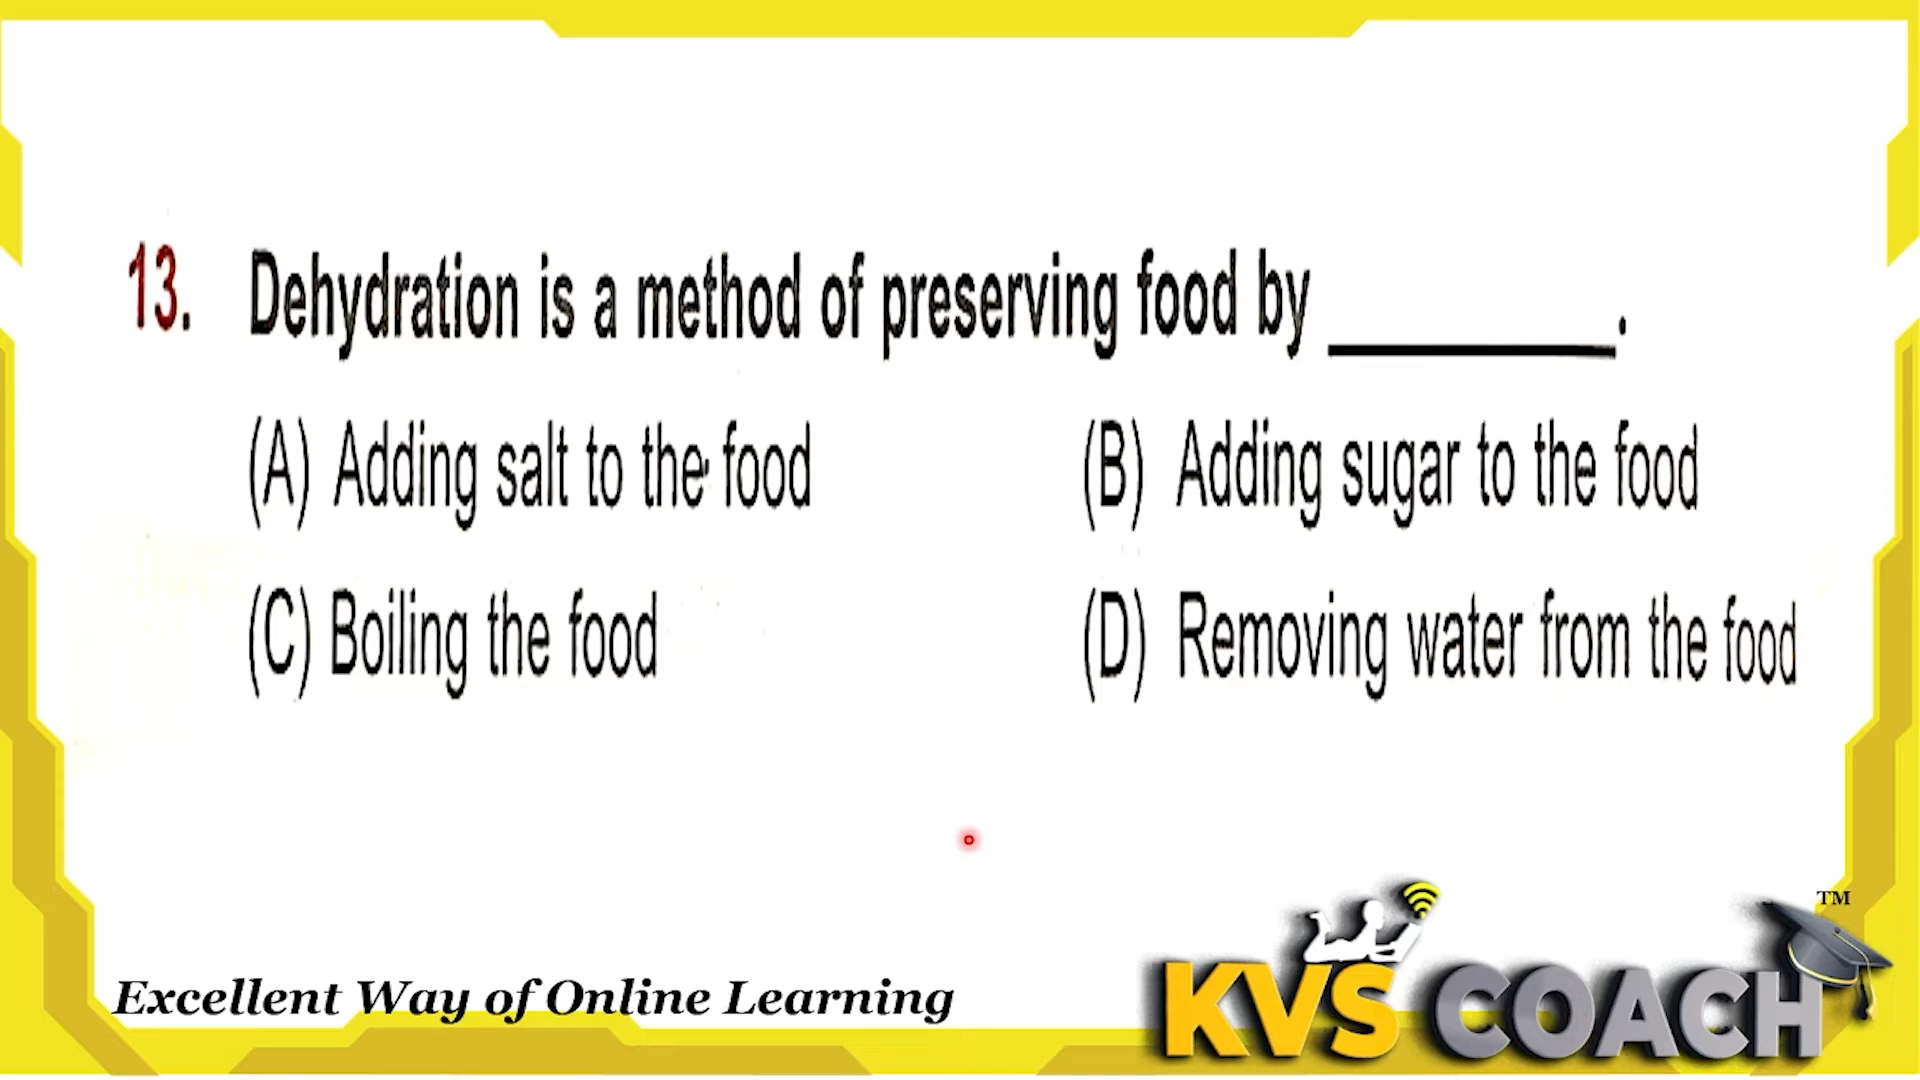 13. Dehydration is a method of preserving food by __________.
(A) Adding salt to the food (B) Adding sugar to the food
(C) Boiling the food (D) Removing water from the food
Excellent Way of Online Learning
KVS COACH TM